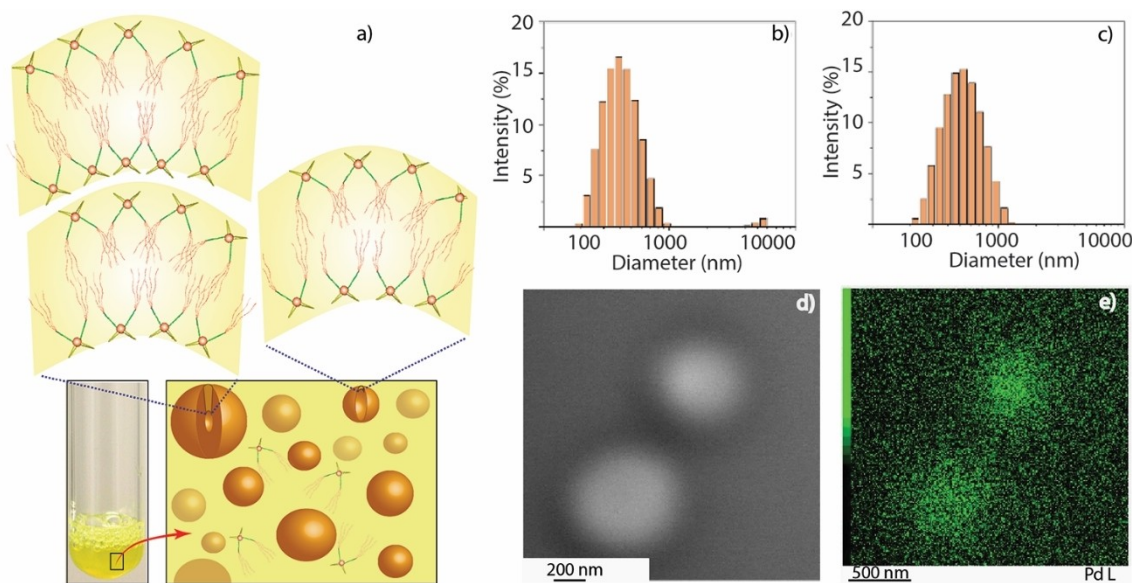 a)
b)
20
15
10
5
Intensity (%)
100
1000
10000
Diameter (nm)
c)
20
15
10
5
Intensity (%)
100
1000
10000
Diameter (nm)
d)
200 nm
e)
500 nm
Pd L